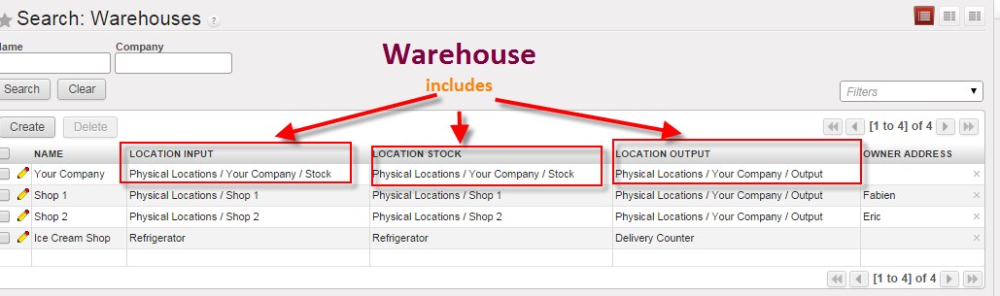 Search: Warehouses ?
Name Company
Warehouse
includes
Search Clear
Filters
Create Delete
[1 to 4] of 4
NAME LOCATION INPUT LOCATION STOCK LOCATION OUTPUT OWNER ADDRESS
Your Company Physical Locations / Your Company / Stock Physical Locations / Your Company / Stock Physical Locations / Your Company / Output
Shop 1 Physical Locations / Shop 1 Physical Locations / Shop 1 Physical Locations / Your Company / Output Fabien
Shop 2 Physical Locations / Shop 2 Physical Locations / Shop 2 Physical Locations / Your Company / Output Eric
Ice Cream Shop Refrigerator Refrigerator Delivery Counter
[1 to 4] of 4